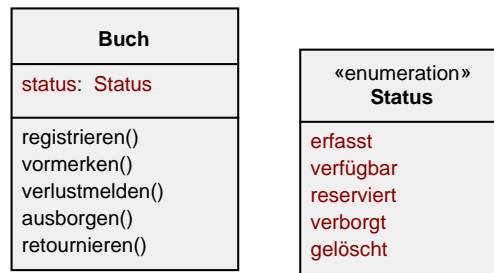 Buch
status: Status
registrieren()
vormerken()
verlustmelden()
ausborgen()
retournieren()
«enumeration»
Status
erfasst
verfügbar
reserviert
verborgt
gelöscht